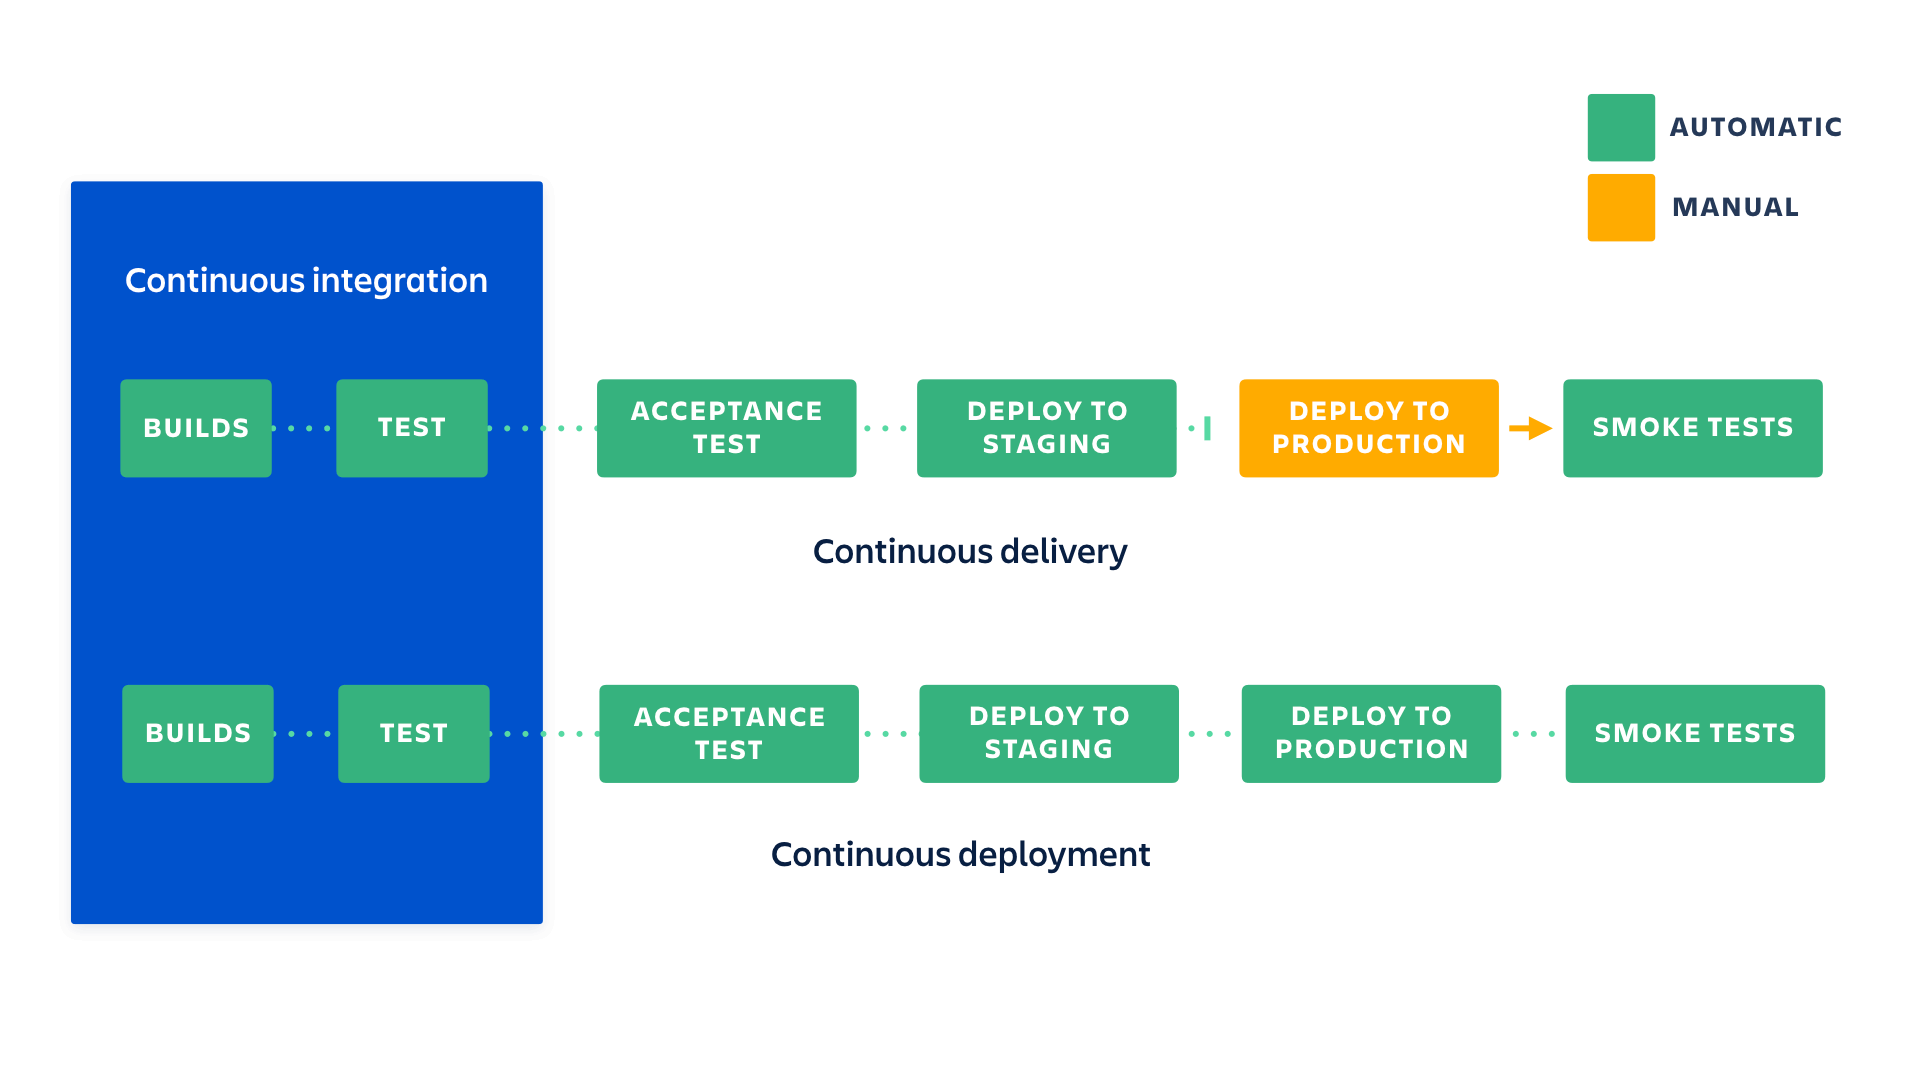 AUTOMATIC
MANUAL
Continuous integration
BUILDS
TEST
ACCEPTANCE
TEST
DEPLOY TO
STAGING
DEPLOY TO
PRODUCTION
SMOKE TESTS
Continuous delivery
BUILDS
TEST
ACCEPTANCE
TEST
DEPLOY TO
STAGING
DEPLOY TO
PRODUCTION
SMOKE TESTS
Continuous deployment